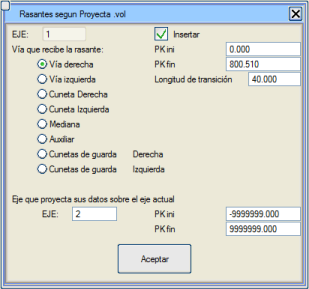 Rasantes segun Proyecta .vol
EJE: 1 Insertar
Vía que recibe la rasante: PK ini 0.000
Vía derecha PK fin 800.510
Vía izquierda Longitud de transición 40.000
Cuneta Derecha
Cuneta Izquierda
Mediana
Auxiliar
Cunetas de guarda Derecha
Cunetas de guarda Izquierda
Eje que proyecta sus datos sobre el eje actual
EJE: 2 PK ini -9999999.000
PK fin 9999999.000
Aceptar